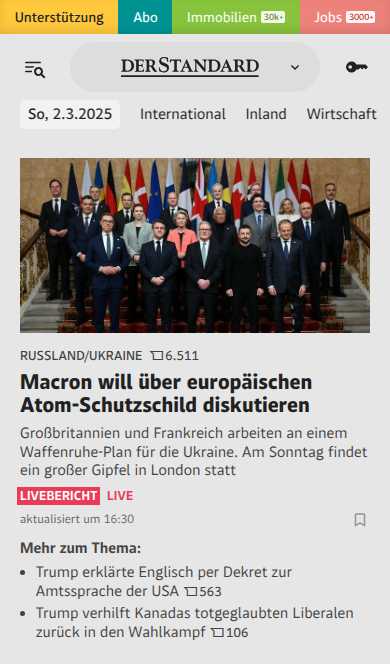 Unterstützung Abo Immobilien 30k+ Jobs 3000+
DERSTANDARD
So, 2.3.2025 International Inland Wirtschaft
RUSSLAND/UKRAINE 6.511
Macron will über europäischen
Atom-Schutzschild diskutieren
Großbritannien und Frankreich arbeiten an einem
Waffenruhe-Plan für die Ukraine. Am Sonntag findet
ein großer Gipfel in London statt
LIVEBERICHT LIVE
aktualisiert um 16:30
Mehr zum Thema:
• Trump erklärte Englisch per Dekret zur
Amtssprache der USA 563
• Trump verhilft Kanadas totgeglaubten Liberalen
zurück in den Wahlkampf 106